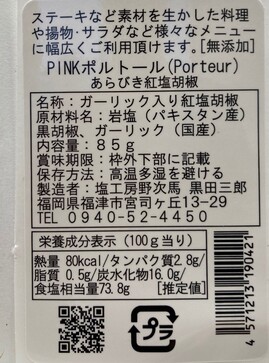 ステーキなど素材を生かした料理
や揚物・サラダなど様々なメニュー
に幅広くご利用頂けます。[無添加]
PINKポルトール(Porteur)
あらびき紅塩胡椒
名称：ガーリック入り紅塩胡椒
原材料名：岩塩（パキスタン産）
黒胡椒、ガーリック（国産）
内容量：85g
賞味期限：枠外下部に記載
保存方法：高温多湿を避ける
製造者：塩工房野次馬 黒田三郎
福岡県福津市宮司ヶ丘13-29
TEL 0940-52-4450
栄養成分表示（100g当り）
熱量 80kcal/タンパク質2.8g/
脂質 0.5g/炭水化物16.0g/
食塩相当量73.8g [推定値]
プラ
4571213190421